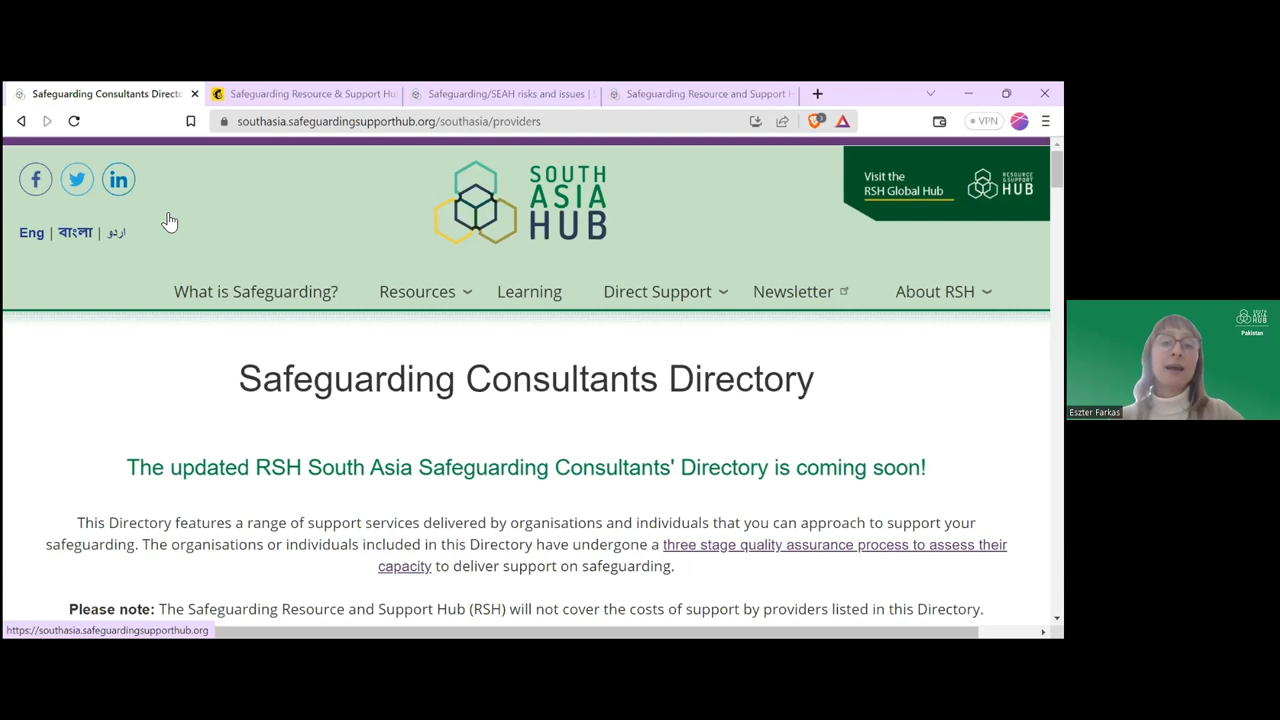 Safeguarding Consultants Directo
Safeguarding Resource & Support Hu
Safeguarding/SEAH risks and issues | S
Safeguarding Resource and Support H
southasia.safeguardingsupporthub.org/southasia/providers
VPN
Eng | বাংলা | اردو
SOUTH
ASIA
HUB
Visit the
RSH Global Hub
RESOURCE
& SUPPORT
HUB
What is Safeguarding?
Resources
Learning
Direct Support
Newsletter
About RSH
Safeguarding Consultants Directory
The updated RSH South Asia Safeguarding Consultants' Directory is coming soon!
This Directory features a range of support services delivered by organisations and individuals that you can approach to support your
safeguarding. The organisations or individuals included in this Directory have undergone a three stage quality assurance process to assess their
capacity to deliver support on safeguarding.
Please note: The Safeguarding Resource and Support Hub (RSH) will not cover the costs of support by providers listed in this Directory.
https://southasia.safeguardingsupporthub.org
SOUTH
ASIA
HUB
Pakistan
Eszter Farkas